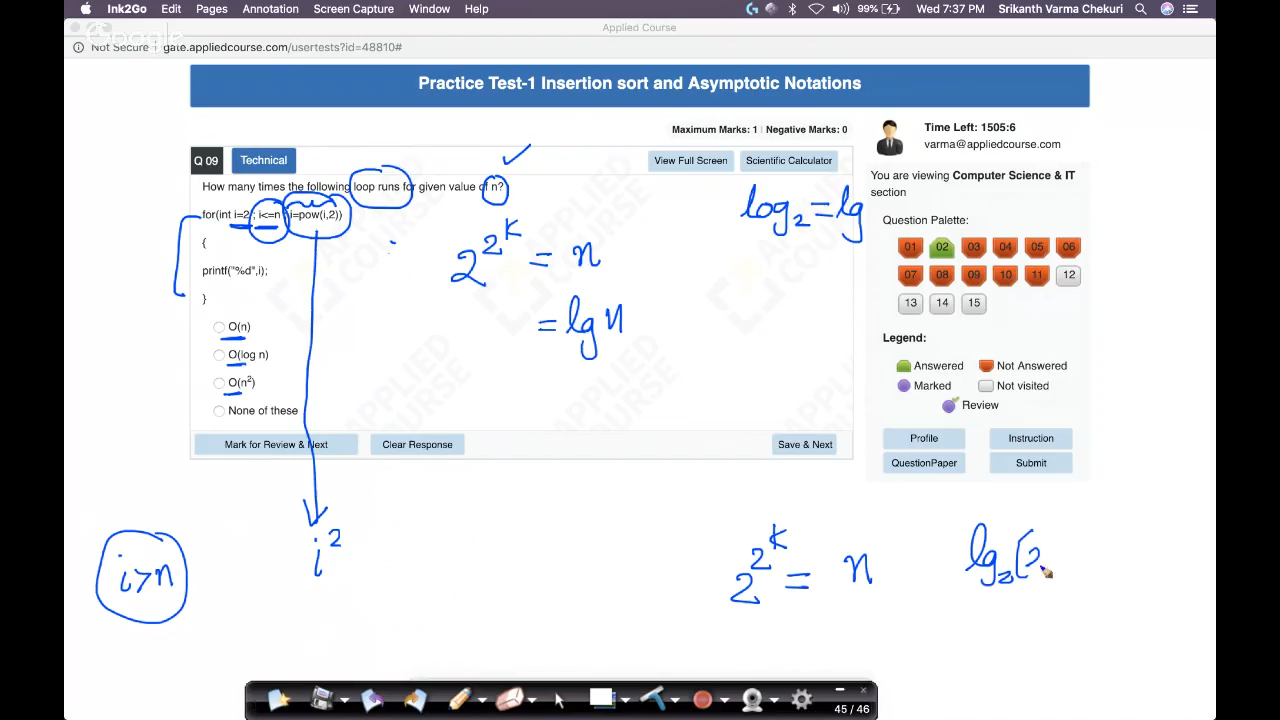 Ink2Go Edit Pages Annotation Screen Capture Window Help 99% Wed 7:37 PM Srikanth Varma Chekuri
Applied Course
Google
Not Secure gate.appliedcourse.com/usertests?id=48810#
Practice Test-1 Insertion sort and Asymptotic Notations
Maximum Marks: 1 | Negative Marks: 0
Time Left: 1505:6
varma@appliedcourse.com
Q 09 Technical
View Full Screen Scientific Calculator
You are viewing Computer Science & IT
section
How many times the following loop runs for given value of n?
for(int i=2; i<=n; i=pow(i,2))
{
printf("%d",i);
}
O(n)
O(log n)
O(n²)
None of these
Mark for Review & Next Clear Response Save & Next
Question Palette:
01 02 03 04 05 06
07 08 09 10 11 12
13 14 15
Legend:
Answered Not Answered
Marked Not visited
Review
Profile Instruction
QuestionPaper Submit
log₂ = lg
2^2^k = n
= lg n
i>n
i²
2^2^k = n
lg₂(2
APPLIED COURSE
45 / 46